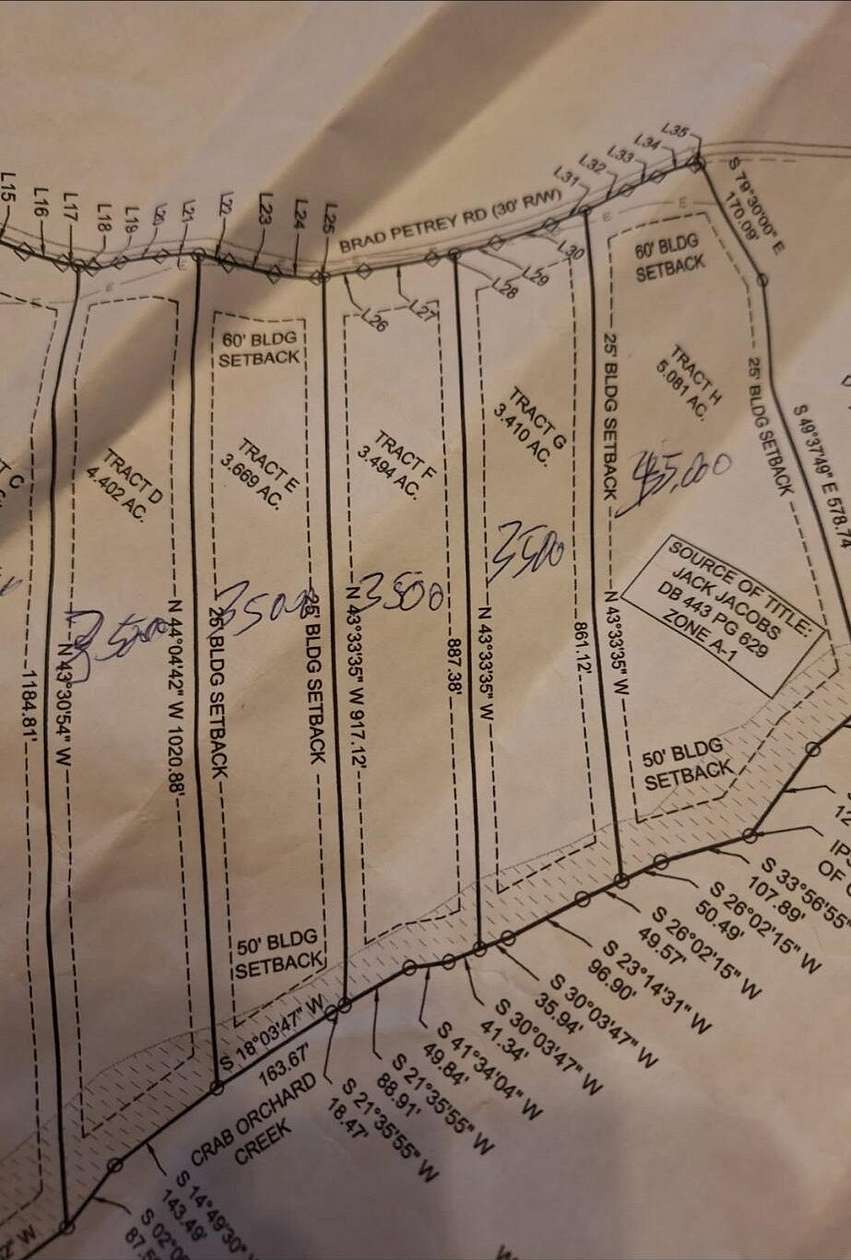 L15
L16
L17
L18
L19
L20
L21
L22
L23
L24
L25
BRAD PETREY RD (30' R/W)
L26
L27
L28
L29
L30
L31
L32
L33
L34
L35
E
E
E
E
E
S 79°30'00" E
170.09'
60' BLDG
SETBACK
60' BLDG
SETBACK
TRACT D
4.402 AC.
TRACT E
3.669 AC.
TRACT F
3.494 AC.
TRACT G
3.410 AC.
TRACT H
5.081 AC.
25' BLDG SETBACK
25' BLDG SETBACK
S 49°37'49" E 578.74
35000
3500
3500
SOURCE OF TITLE:
JACK JACOBS
DB 443 PG 629
ZONE A-1
1184.81'
N 43°30'54" W
N 44°04'42" W 1020.88'
25' BLDG SETBACK
25' BLDG SETBACK
N 43°33'35" W 917.12'
887.38'
N 43°33'35" W
861.12'
N 43°33'35" W
50' BLDG
SETBACK
50' BLDG
SETBACK
S 18°03'47" W
163.67'
CRAB ORCHARD
CREEK
S 14°49'30"
143.49'
S 21°35'55" W
18.47'
S 21°35'55" W
88.91'
S 41°34'04" W
49.84'
S 30°03'47" W
41.34'
S 30°03'47" W
35.94'
S 23°14'31" W
96.90'
S 26°02'15" W
49.57'
S 26°02'15" W
50.49'
S 33°56'55"
107.89'
IPS
OF
12
S 02°0
87.5